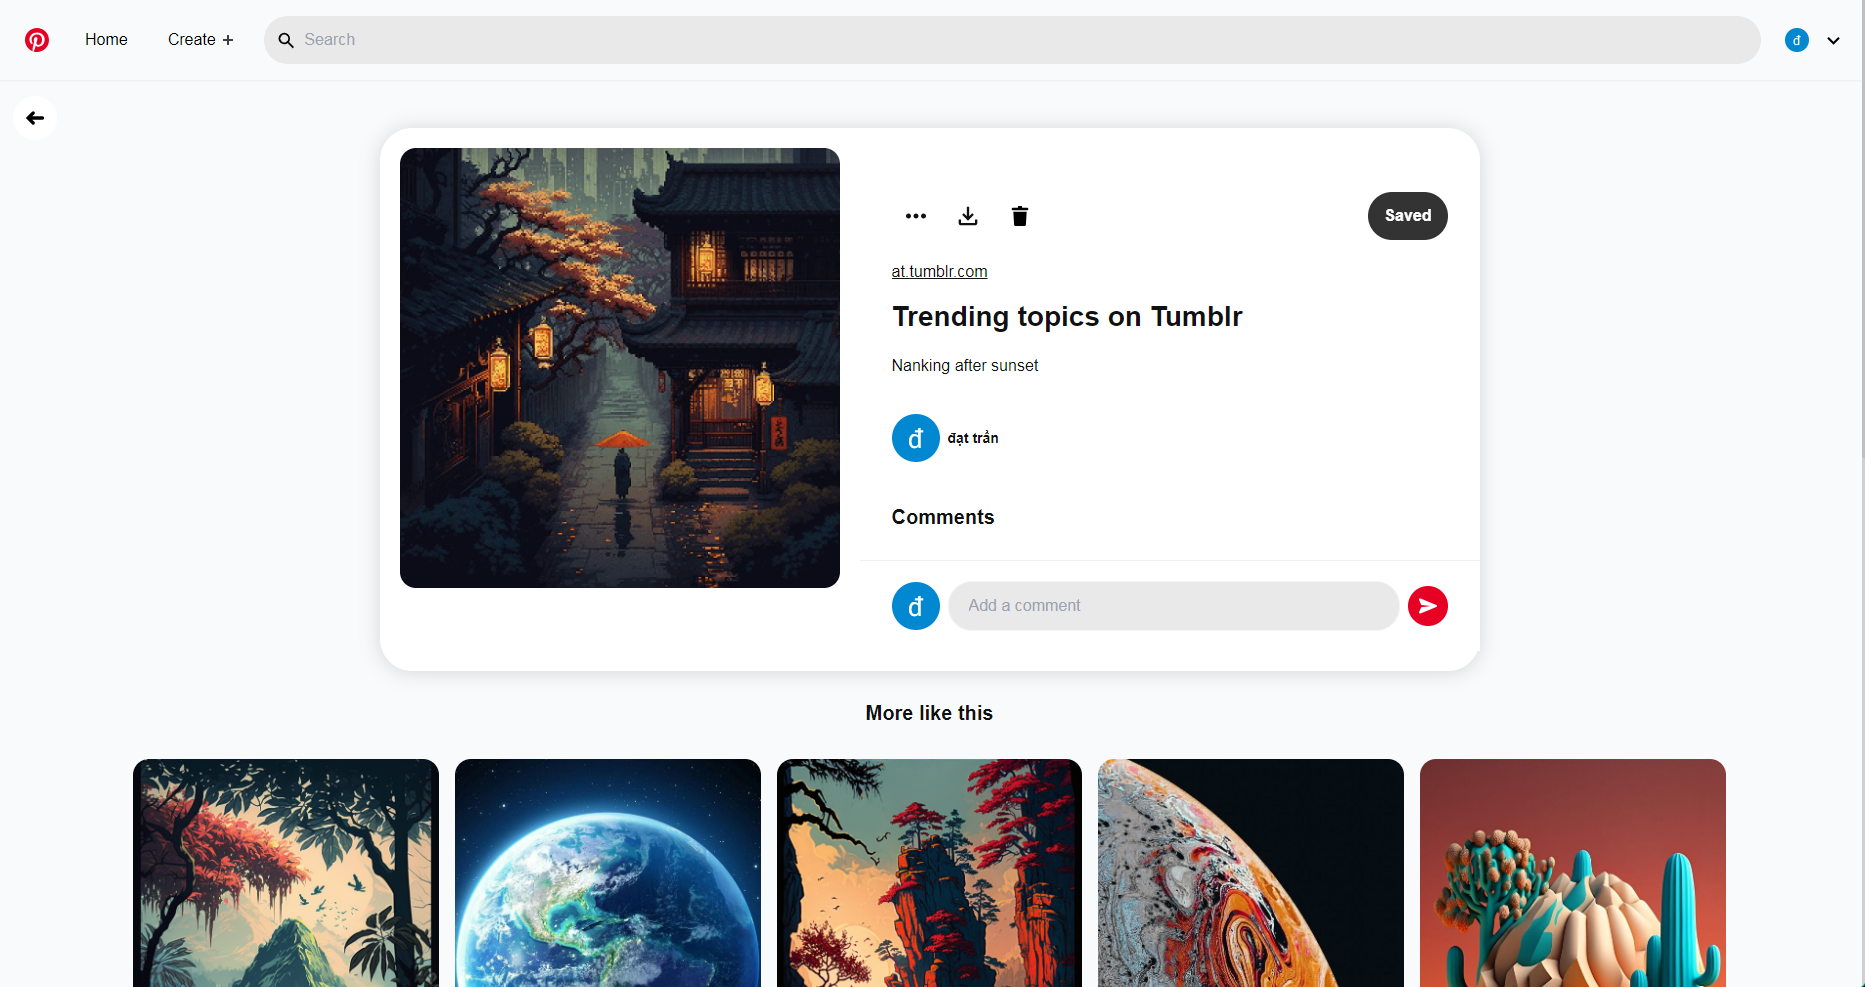 Home
Create +
Search
đ
Saved
at.tumblr.com
Trending topics on Tumblr
Nanking after sunset
đ
đạt trần
Comments
đ
Add a comment
More like this